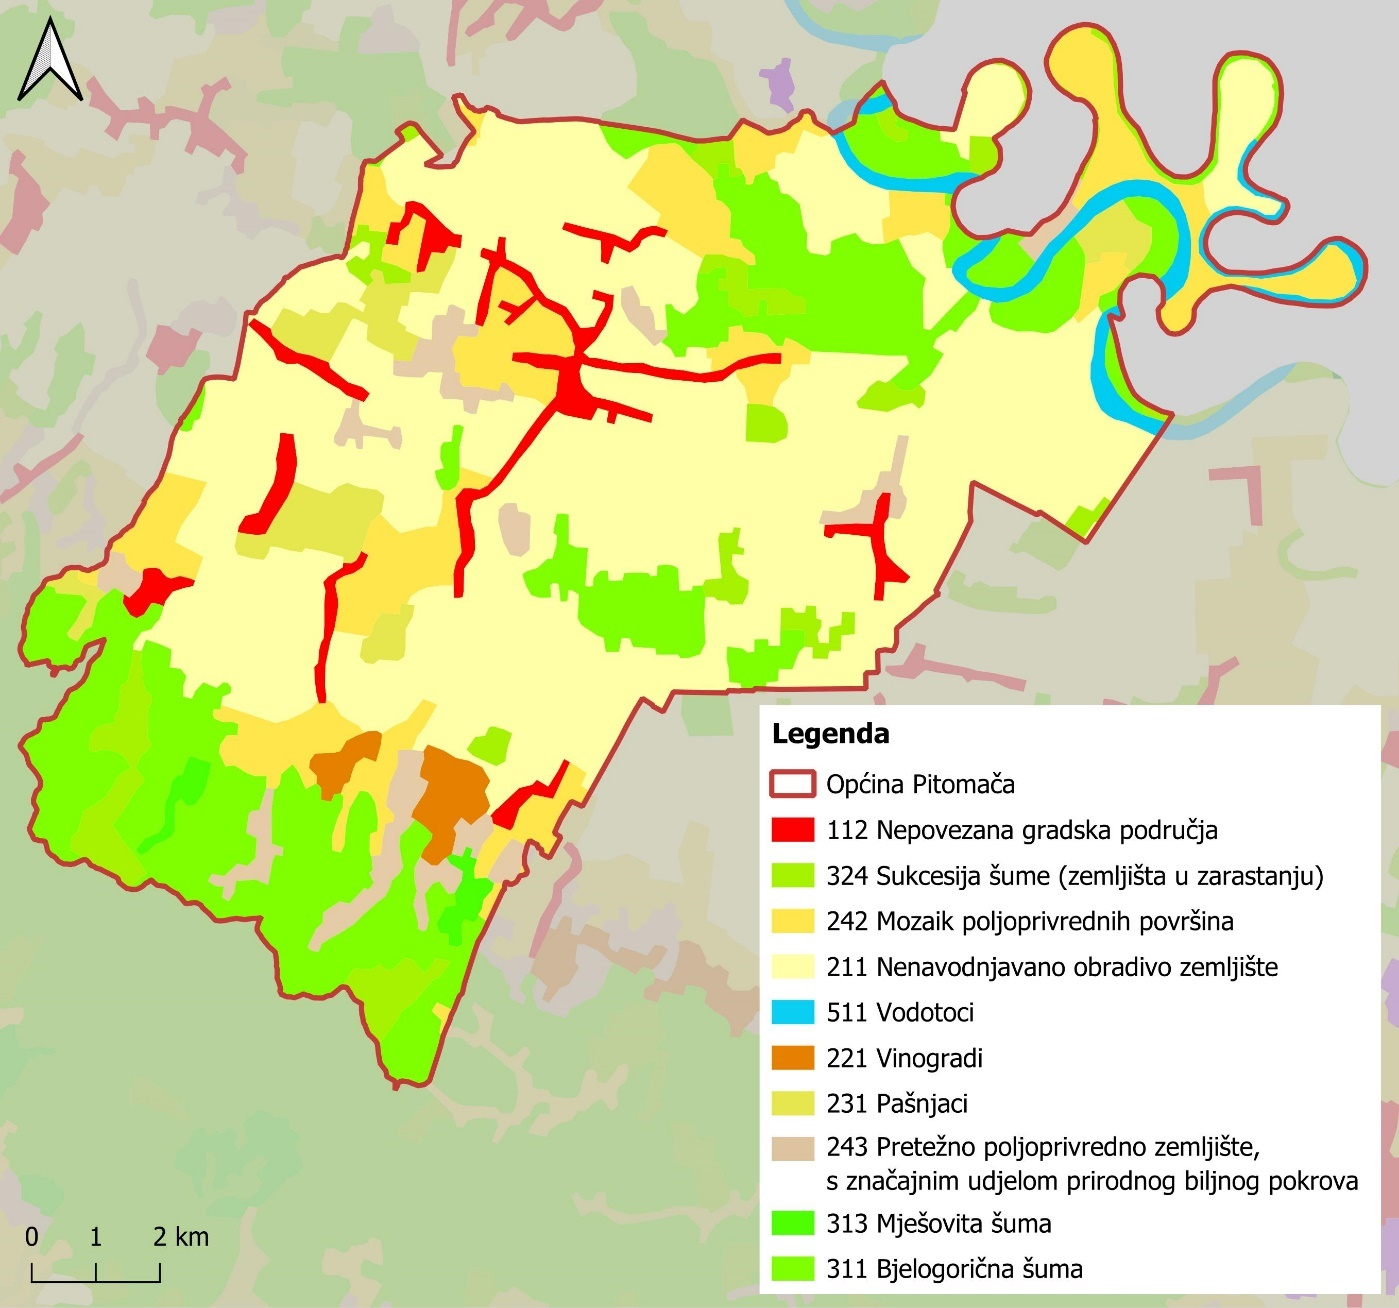 Legenda
Općina Pitomača
112 Nepovezana gradska područja
324 Sukcesija šume (zemljišta u zarastanju)
242 Mozaik poljoprivrednih površina
211 Nenavodnjavano obradivo zemljište
511 Vodotoci
221 Vinogradi
231 Pašnjaci
243 Pretežno poljoprivredno zemljište,
s značajnim udjelom prirodnog biljnog pokrova
313 Mješovita šuma
311 Bjelogorična šuma
0 1 2 km